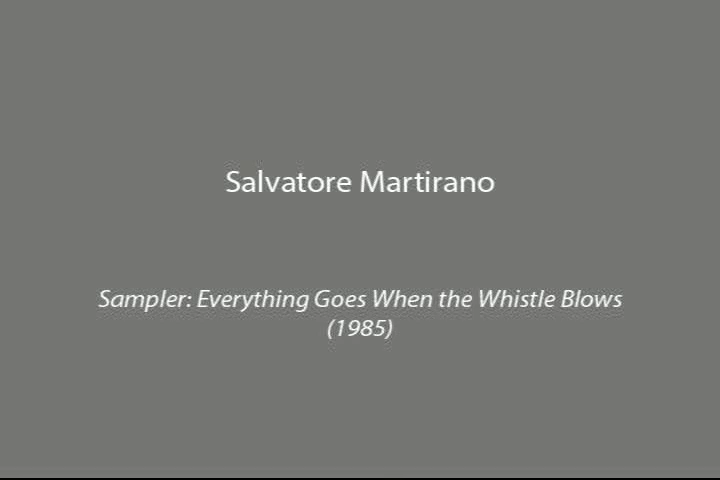 Salvatore Martirano
Sampler: Everything Goes When the Whistle Blows
(1985)